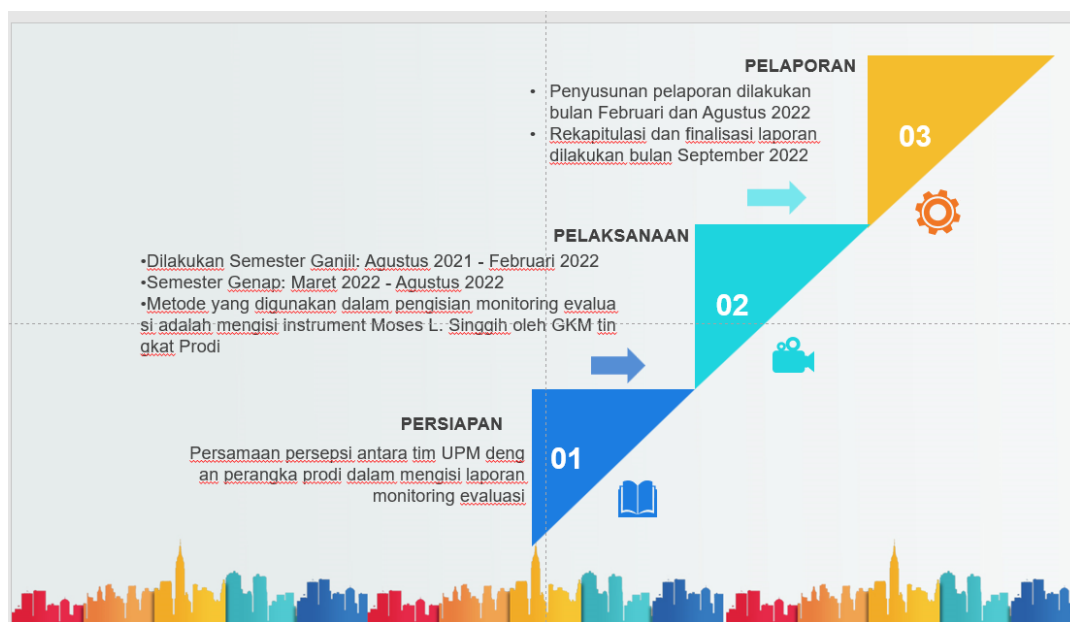 PELAPORAN
• Penyusunan pelaporan dilakukan
bulan Februari dan Agustus 2022
• Rekapitulasi dan finalisasi laporan
dilakukan bulan September 2022
03
PELAKSANAAN
•Dilakukan Semester Ganjil: Agustus 2021 - Februari 2022
•Semester Genap: Maret 2022 - Agustus 2022
•Metode yang digunakan dalam pengisian monitoring evalua
si adalah mengisi instrument Moses L. Singgih oleh GKM tin
gkat Prodi
02
PERSIAPAN
Persamaan persepsi antara tim UPM deng
an perangka prodi dalam mengisi laporan
monitoring evaluasi
01